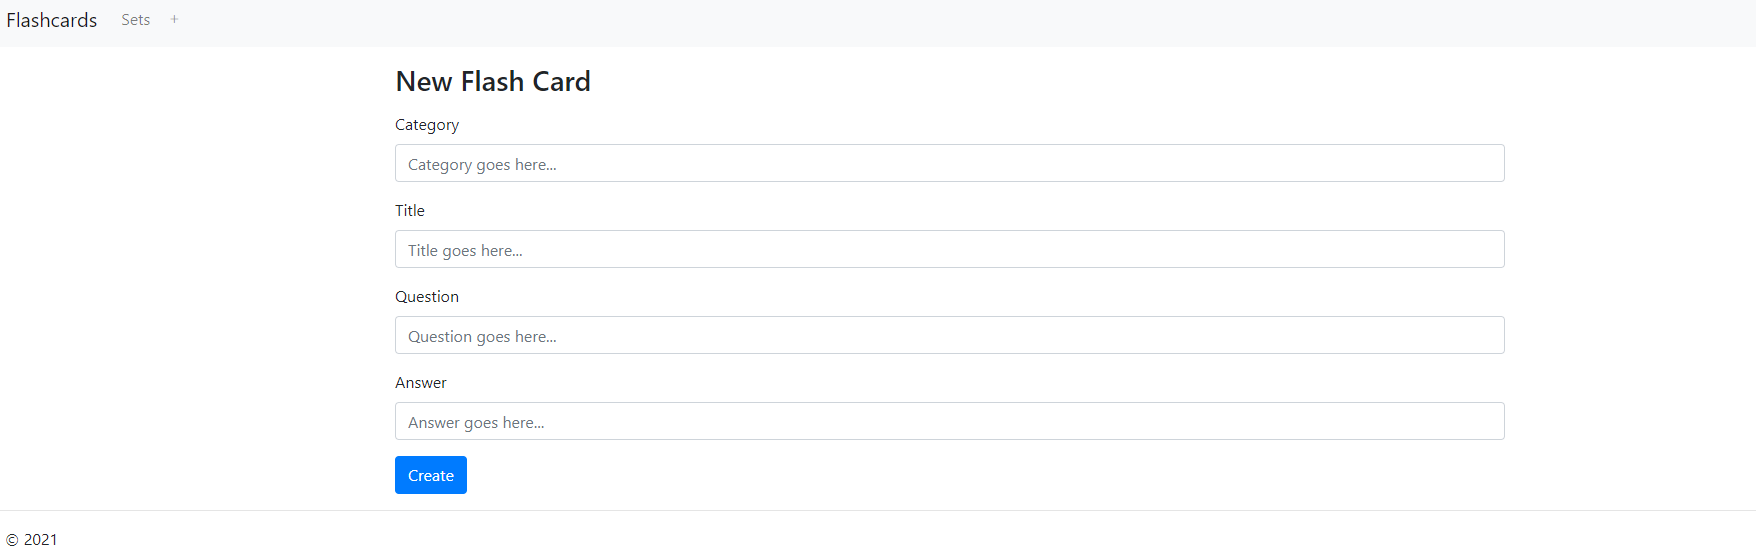 Flashcards Sets +
New Flash Card
Category
Category goes here...
Title
Title goes here...
Question
Question goes here...
Answer
Answer goes here...
Create
© 2021